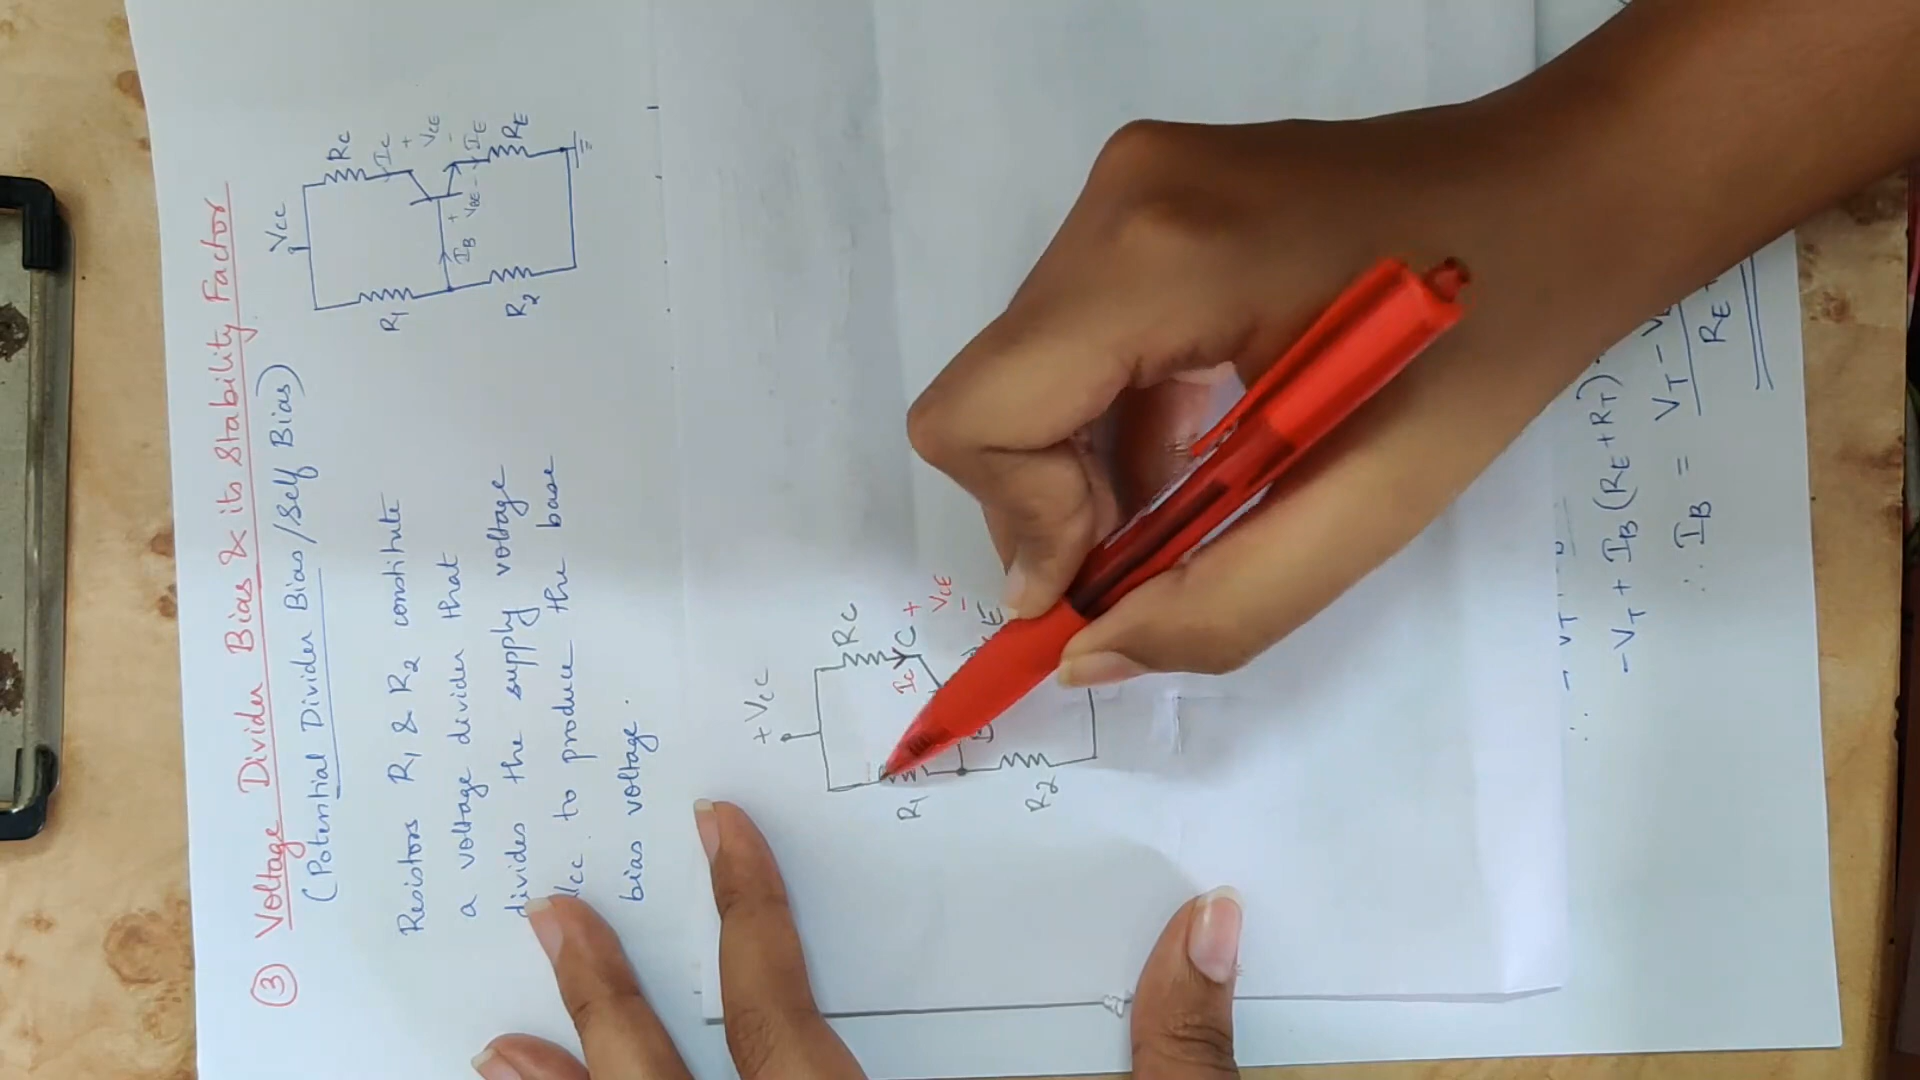 ③ Voltage Divider Bias & its Stability Factor
(Potential Divider Bias/Self Bias)
Resistors R₁ & R₂ constitute
a voltage divider that
divides the supply voltage
Vcc to produce the base
bias voltage.
Vcc
R₁
RC
IC
+
VCE
-
IB
+
VBE -
IE
R₂
RE
+VCC
R₁
RC
IC
C
+
VCE
-
E
R₂
-VT + IB (RE+RT)
∴ IB = VT - V
RE +